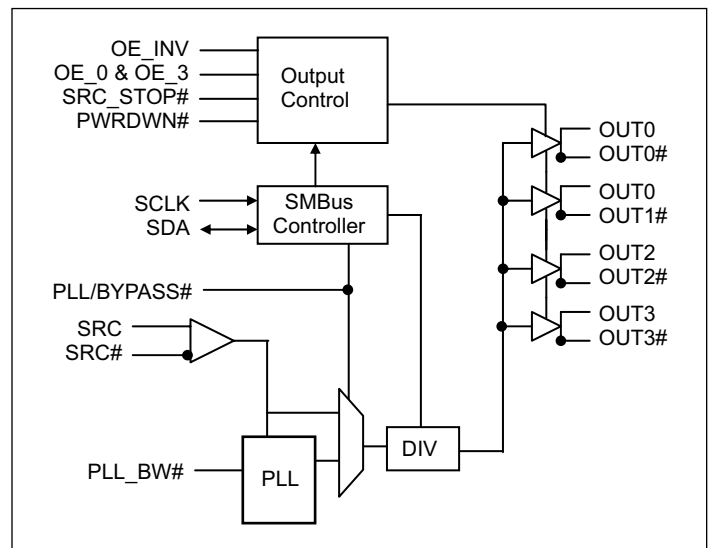 OE_INV
OE_0 & OE_3
SRC_STOP#
PWRDWN#
Output
Control
OUT0
OUT0#
OUT0
OUT1#
OUT2
OUT2#
OUT3
OUT3#
SCLK
SDA
SMBus
Controller
PLL/BYPASS#
SRC
SRC#
PLL_BW#
PLL
DIV